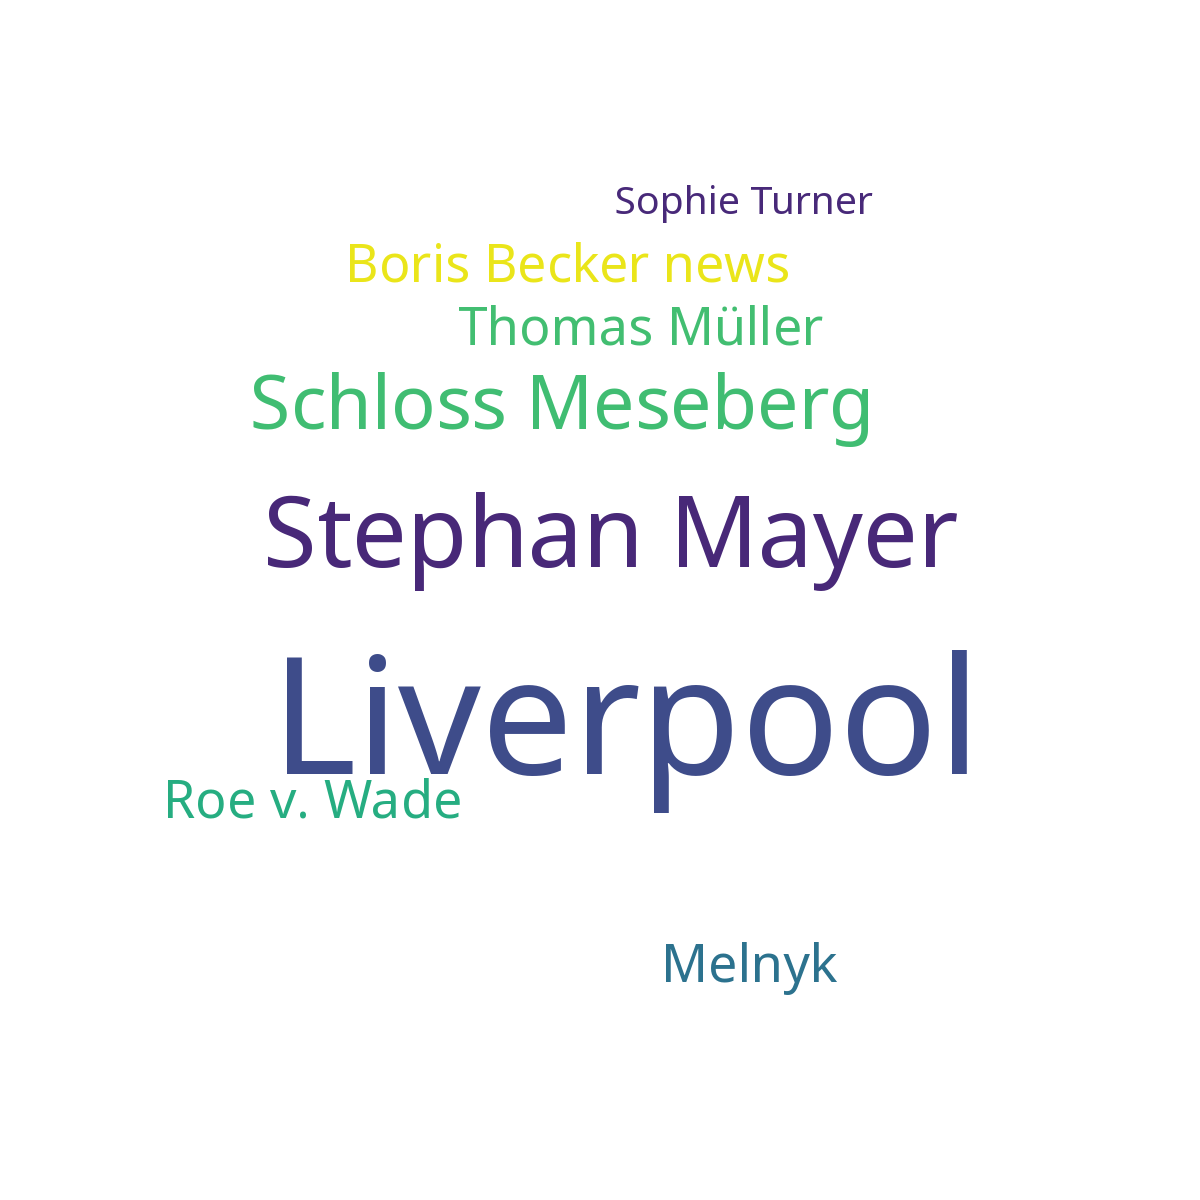 Sophie Turner
Boris Becker news
Thomas Müller
Schloss Meseberg
Stephan Mayer
Liverpool
Roe v. Wade
Melnyk